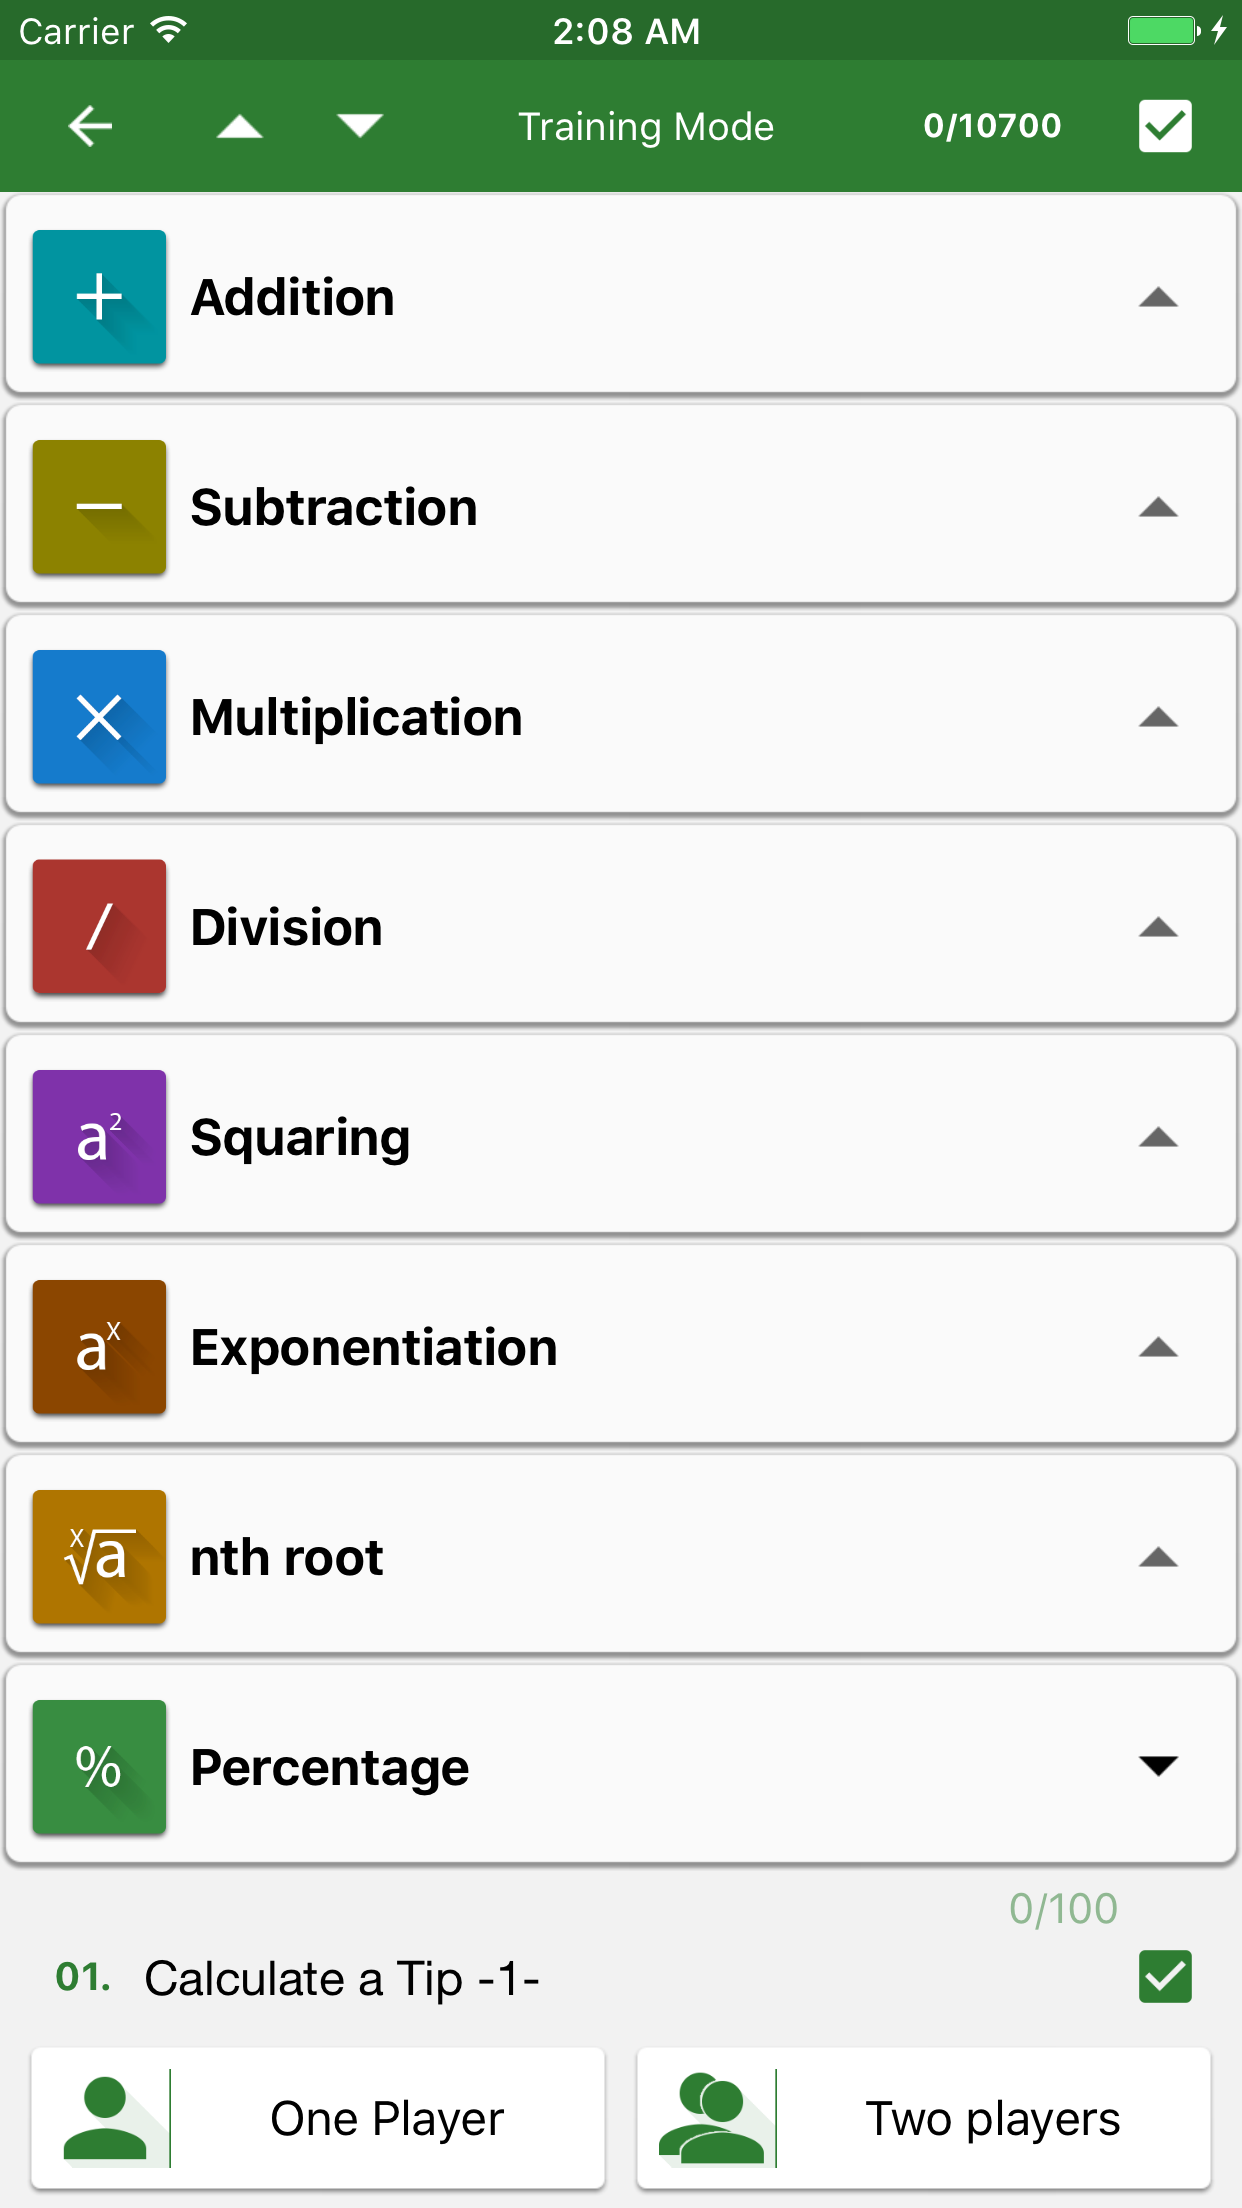 Carrier 2:08 AM
Training Mode 0/10700
+ Addition
− Subtraction
× Multiplication
/ Division
a² Squaring
aˣ Exponentiation
ˣ√a nth root
% Percentage
0/100
01. Calculate a Tip -1-
One Player Two players